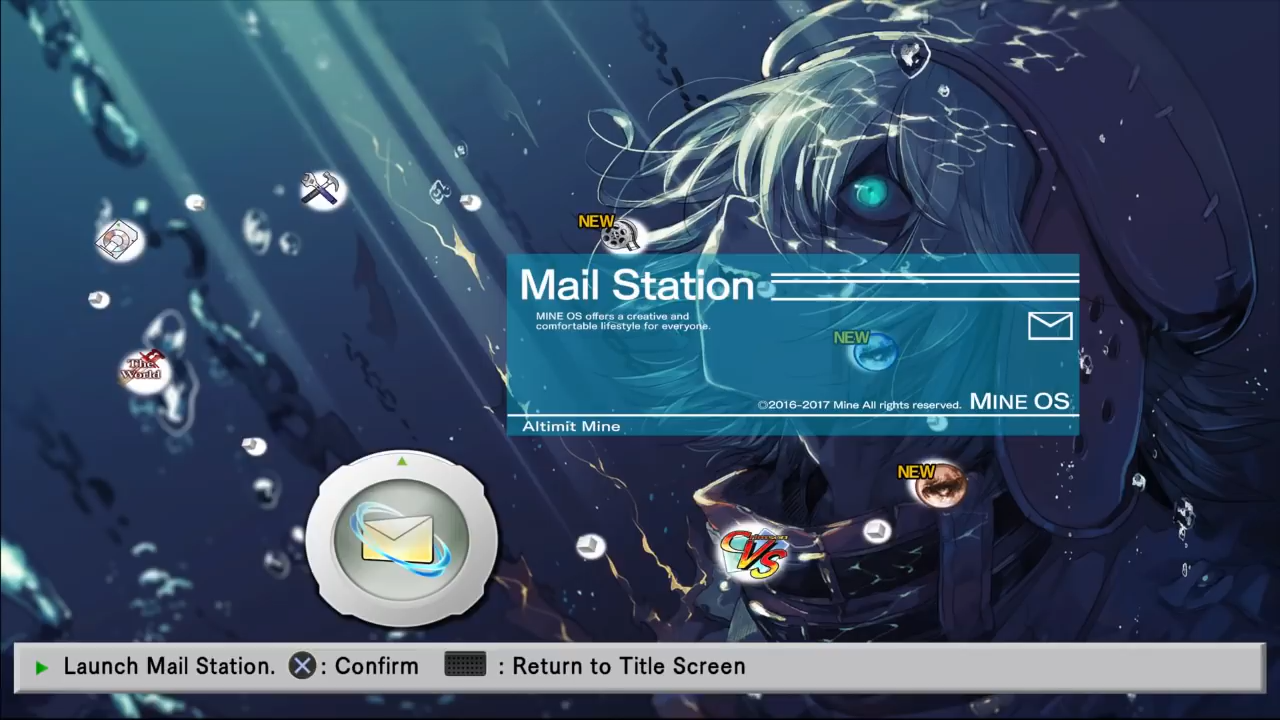 NEW
Mail Station
MINE OS offers a creative and
comfortable lifestyle for everyone.
NEW
The
World
©2016-2017 Mine All rights reserved. MINE OS
Altimit Mine
NEW
CVS
Launch Mail Station. : Confirm : Return to Title Screen